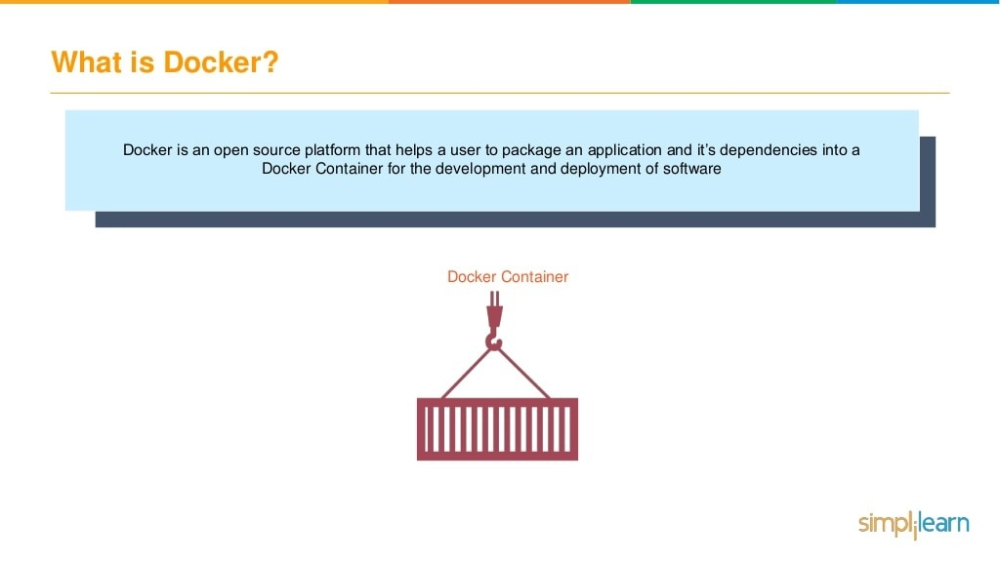 What is Docker?
Docker is an open source platform that helps a user to package an application and it’s dependencies into a
Docker Container for the development and deployment of software
Docker Container
simplilearn